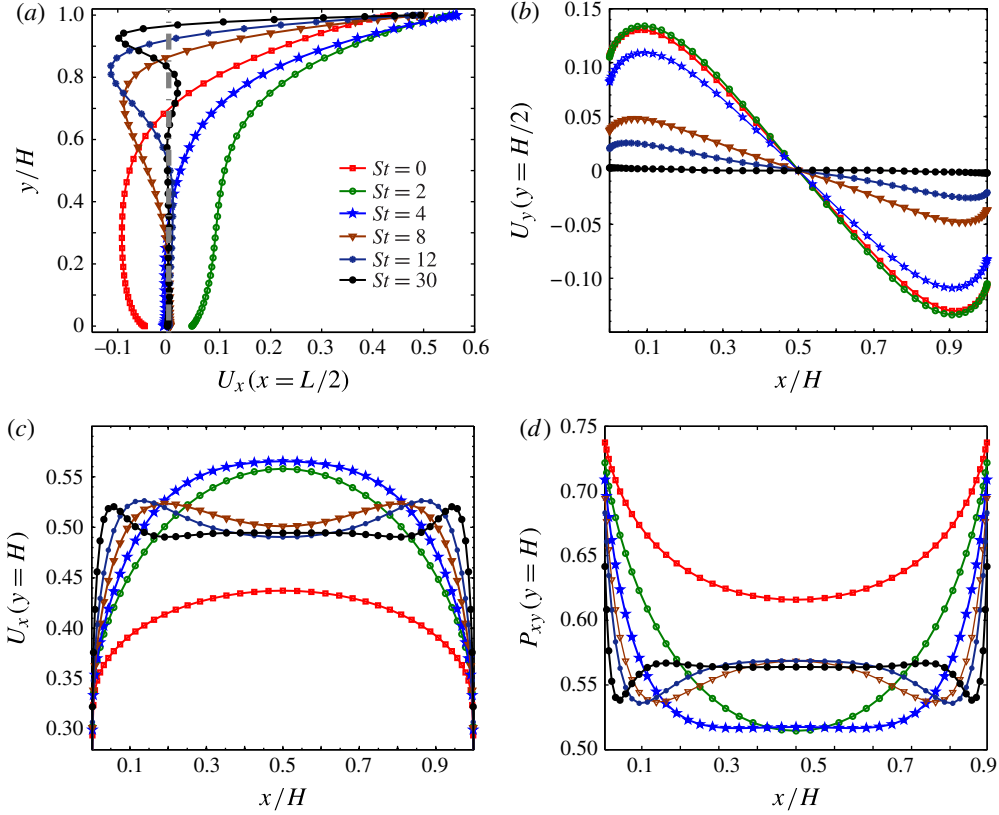 (a)
1.0
0.8
0.6
0.4
0.2
0
y/H
St = 0
St = 2
St = 4
St = 8
St = 12
St = 30
−0.1 0 0.1 0.2 0.3 0.4 0.5 0.6
U_x(x = L/2)
(b)
0.15
0.10
0.05
0
−0.05
−0.10
U_y(y = H/2)
0.1 0.3 0.5 0.7 0.9
x/H
(c)
0.55
0.50
0.45
0.40
0.35
0.30
U_x(y = H)
0.1 0.3 0.5 0.7 0.9
x/H
(d)
0.75
0.70
0.65
0.60
0.55
0.50
P_xy(y = H)
0.1 0.3 0.5 0.7 0.9
x/H